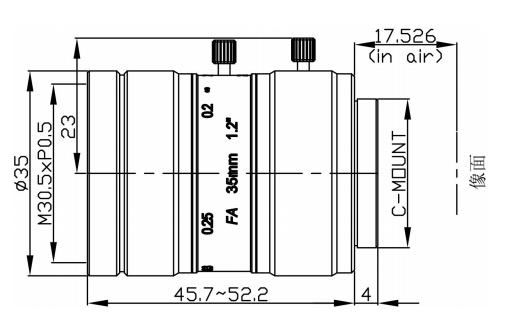 17.526
(in air)
23
ø35
M30.5xP0.5
0.2
1.2"
35mm
0.25
FA
C-MOUNT
像面
45.7~52.2
4